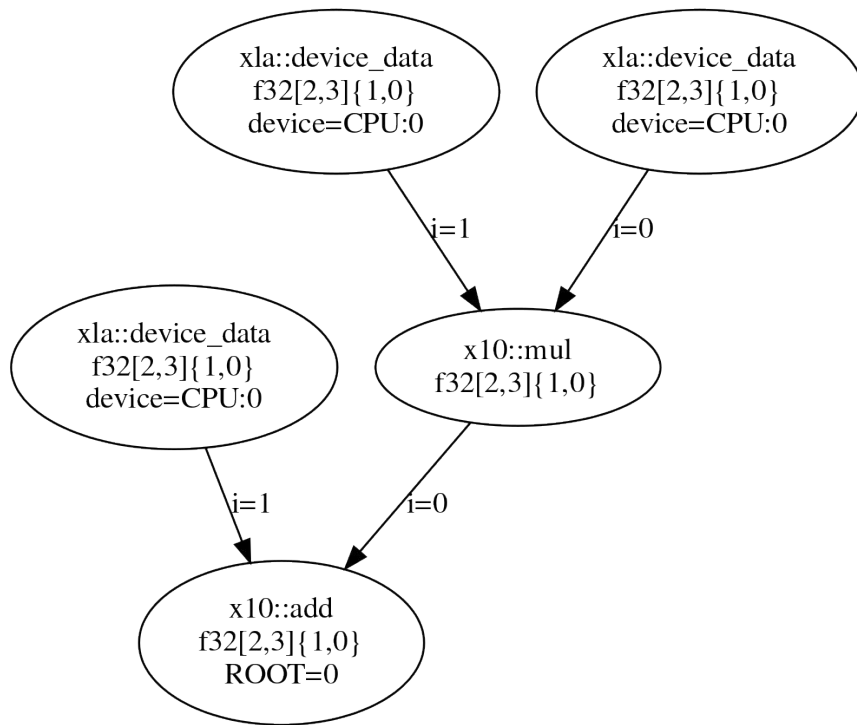 xla::device_data
f32[2,3]{1,0}
device=CPU:0
xla::device_data
f32[2,3]{1,0}
device=CPU:0
i=1
i=0
xla::device_data
f32[2,3]{1,0}
device=CPU:0
x10::mul
f32[2,3]{1,0}
i=1
i=0
x10::add
f32[2,3]{1,0}
ROOT=0